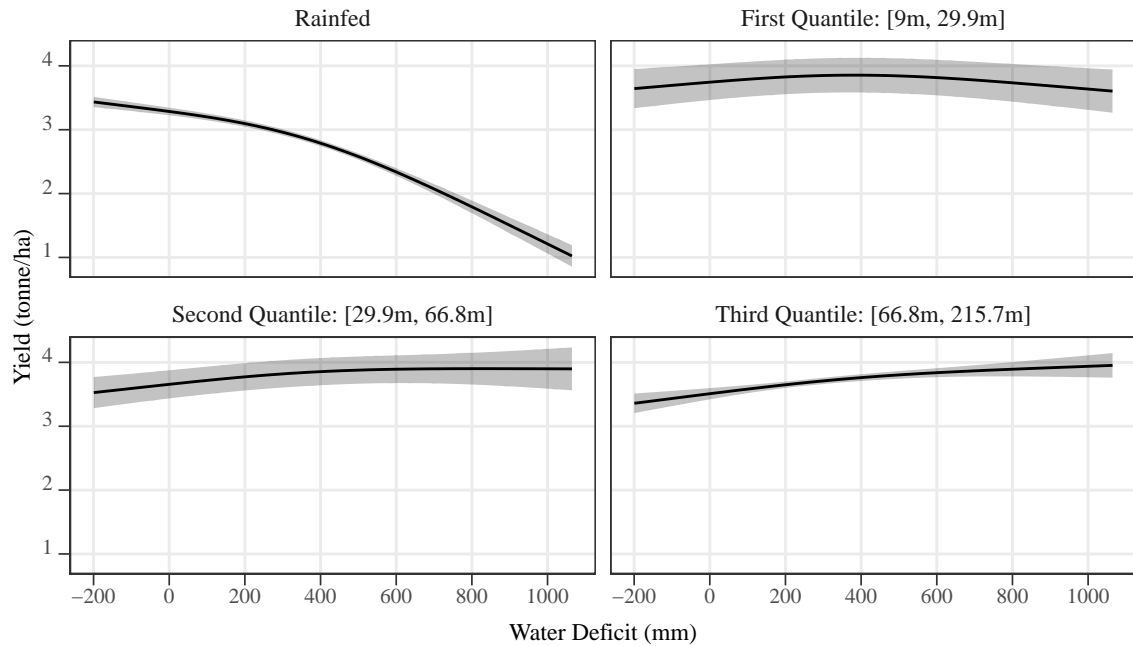 Rainfed
First Quantile: [9m, 29.9m]
4
3
2
1
Second Quantile: [29.9m, 66.8m]
Third Quantile: [66.8m, 215.7m]
4
3
2
1
Yield (tonne/ha)
−200 0 200 400 600 800 1000
−200 0 200 400 600 800 1000
Water Deficit (mm)